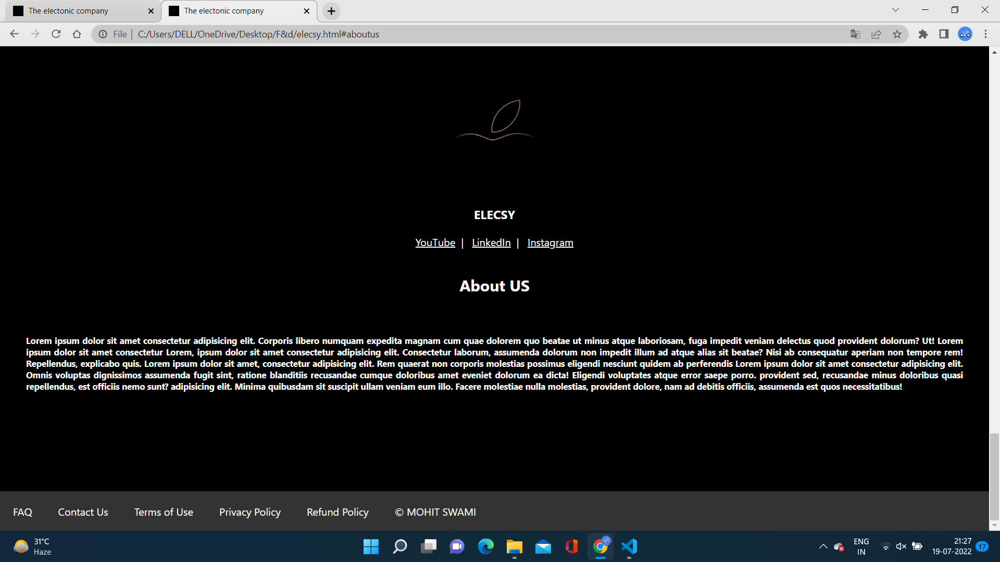 The electonic company
The electonic company
File | C:/Users/DELL/OneDrive/Desktop/F&d/elecsy.html#aboutus
ELECSY
YouTube | LinkedIn | Instagram
About US
Lorem ipsum dolor sit amet consectetur adipisicing elit. Corporis libero numquam expedita magnam cum quae dolorem quo beatae ut minus atque laboriosam, fuga impedit veniam delectus quod provident dolorum? Ut! Lorem
ipsum dolor sit amet consectetur Lorem, ipsum dolor sit amet consectetur adipisicing elit. Consectetur laborum, assumenda dolorum non impedit illum ad atque alias sit beatae? Nisi ab consequatur aperiam non tempore rem!
Repellendus, explicabo quis. Lorem ipsum dolor sit amet, consectetur adipisicing elit. Rem quaerat non corporis molestias possimus eligendi nesciunt quidem ab perferendis Lorem ipsum dolor sit amet consectetur adipisicing elit.
Omnis voluptas dignissimos assumenda fugit sint, ratione blanditiis recusandae cumque doloribus amet eveniet dolorum ea dicta! Eligendi voluptates atque error saepe porro. provident sed, recusandae minus doloribus quasi
repellendus, est officiis nemo sunt? adipisicing elit. Minima quibusdam sit suscipit ullam veniam eum illo. Facere molestiae nulla molestias, provident dolore, nam ad debitis officiis, assumenda est quos necessitatibus!
FAQ Contact Us Terms of Use Privacy Policy Refund Policy © MOHIT SWAMI
31°C
Haze
ENG
IN
21:27
19-07-2022
17